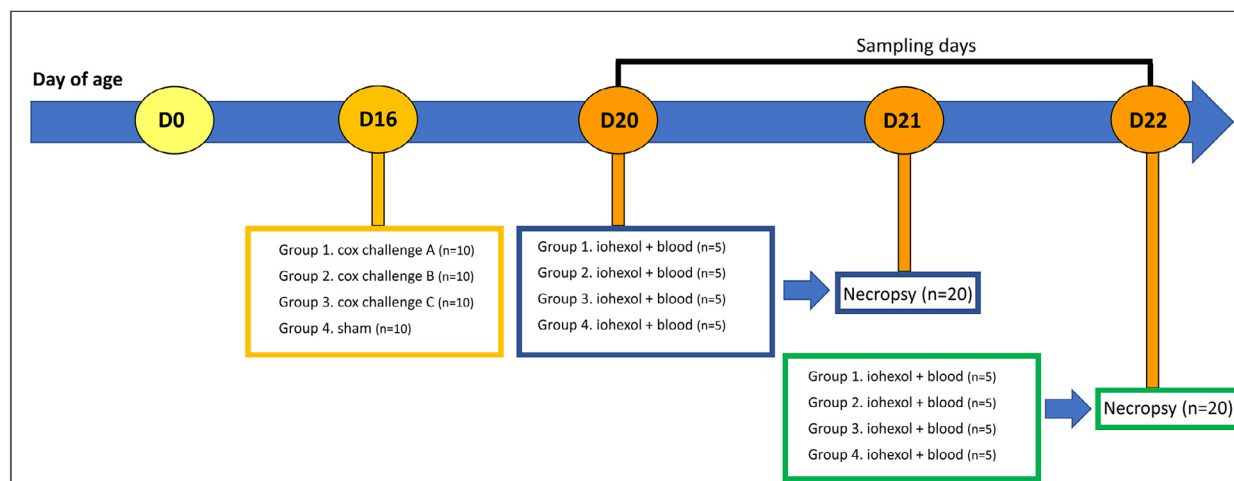 Sampling days
Day of age
D0
D16
D20
D21
D22
Group 1. cox challenge A (n=10)
Group 2. cox challenge B (n=10)
Group 3. cox challenge C (n=10)
Group 4. sham (n=10)
Group 1. iohexol + blood (n=5)
Group 2. iohexol + blood (n=5)
Group 3. iohexol + blood (n=5)
Group 4. iohexol + blood (n=5)
Necropsy (n=20)
Group 1. iohexol + blood (n=5)
Group 2. iohexol + blood (n=5)
Group 3. iohexol + blood (n=5)
Group 4. iohexol + blood (n=5)
Necropsy (n=20)